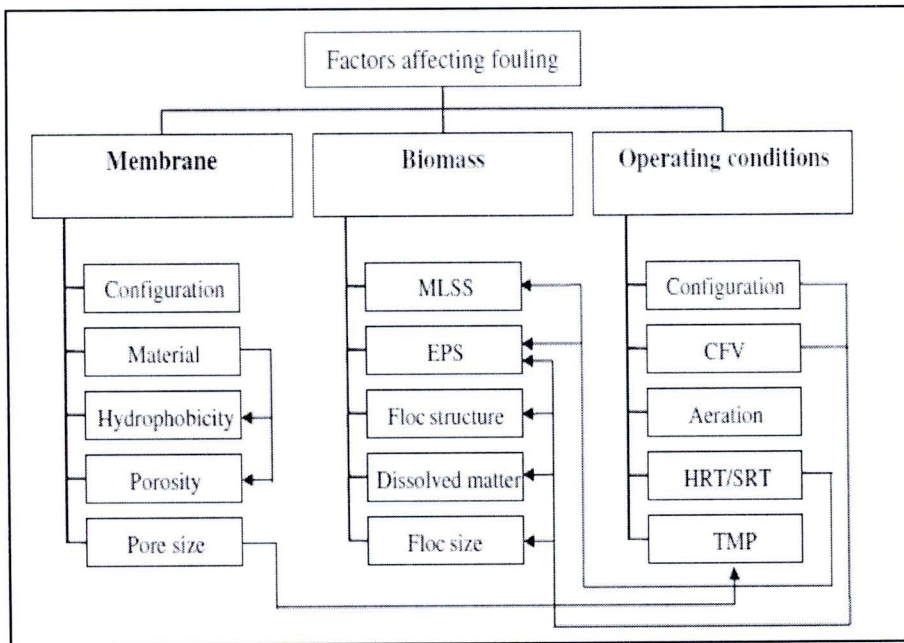 Factors affecting fouling
Membrane
Biomass
Operating conditions
Configuration
Material
Hydrophobicity
Porosity
Pore size
MLSS
EPS
Floc structure
Dissolved matter
Floc size
Configuration
CFV
Aeration
HRT/SRT
TMP